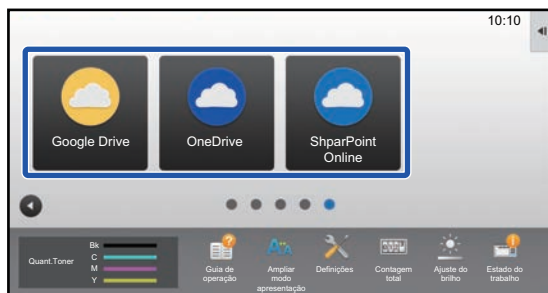 10:10
Google Drive
OneDrive
ShparPoint
Online
Quant.Toner
Bk
C
M
Y
Guia de
operação
Ampliar
modo
apresentação
Definições
Contagem
total
Ajuste do
brilho
Estado do
trabalho